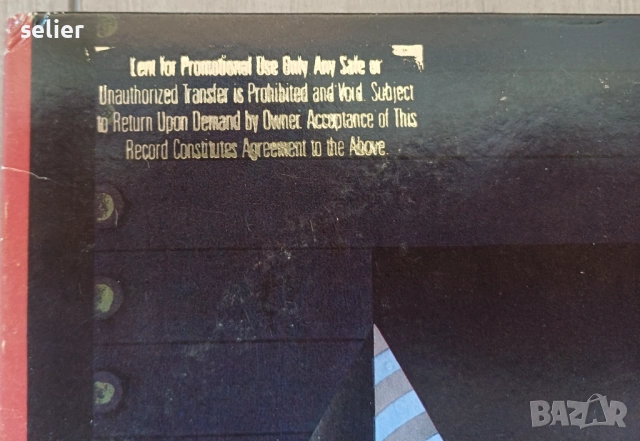 selier
Lent for Promotional Use Only. Any Sale or
Unauthorized Transfer is Prohibited and Void. Subject
to Return Upon Demand by Owner. Acceptance of This
Record Constitutes Agreement to the Above.
BAZAR